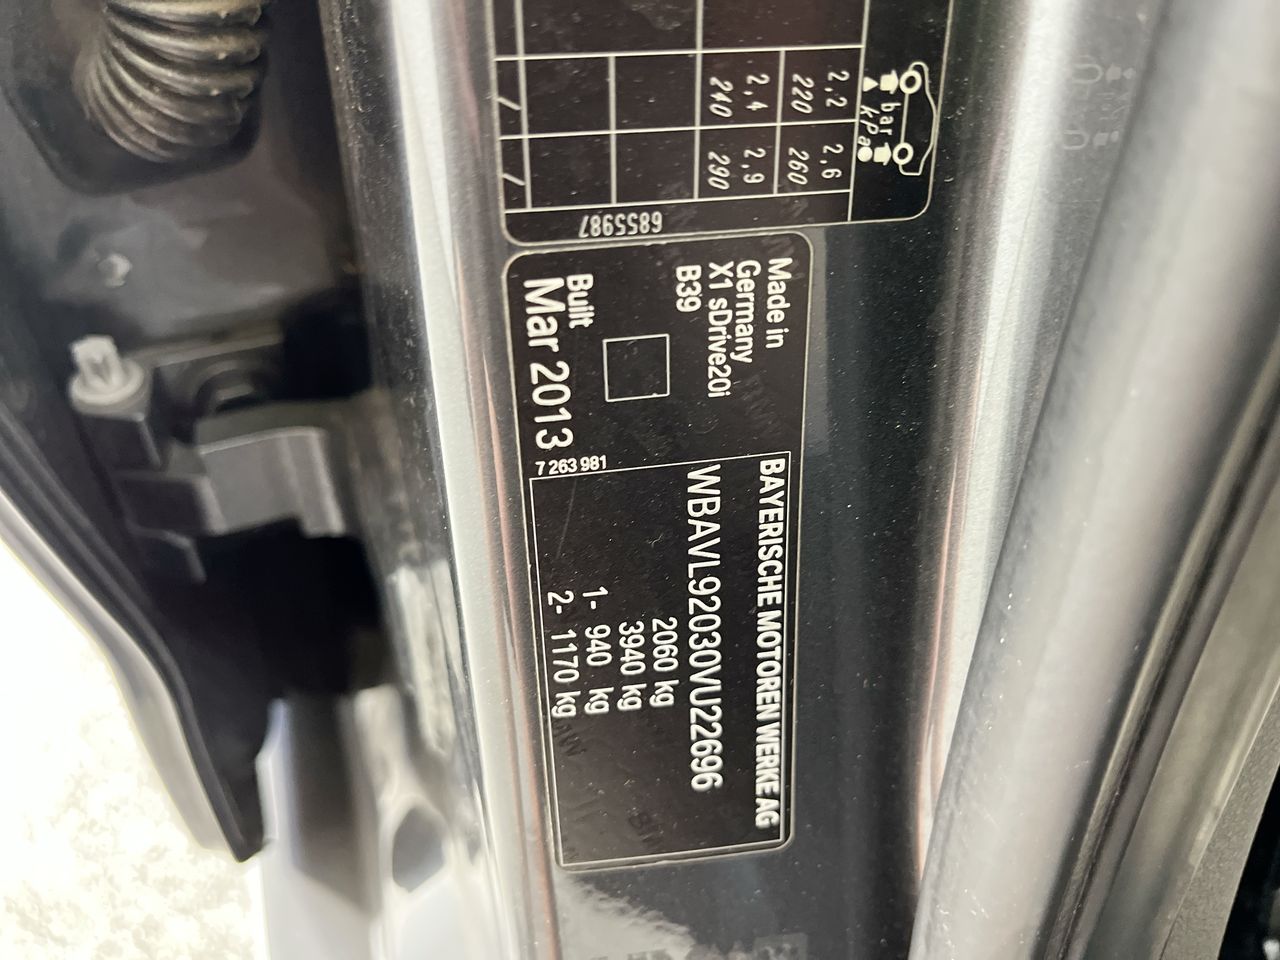 bar
kPa
2,2
2,6
220
260
2,4
2,9
240
290
/
/
6855987
Made in
Germany
X1 sDrive20i
B39
Built
Mar 2013
7 263 981
BAYERISCHE MOTOREN WERKE AG
WBAVL92030VU22696
2060 kg
3940 kg
1- 940 kg
2- 1170 kg